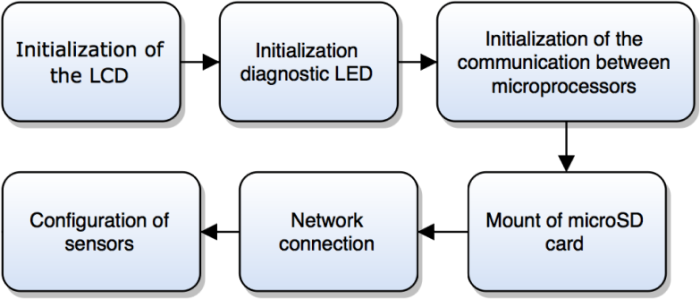 Initialization of
the LCD
Initialization
diagnostic LED
Initialization of the
communication between
microprocessors
Configuration of
sensors
Network
connection
Mount of microSD
card